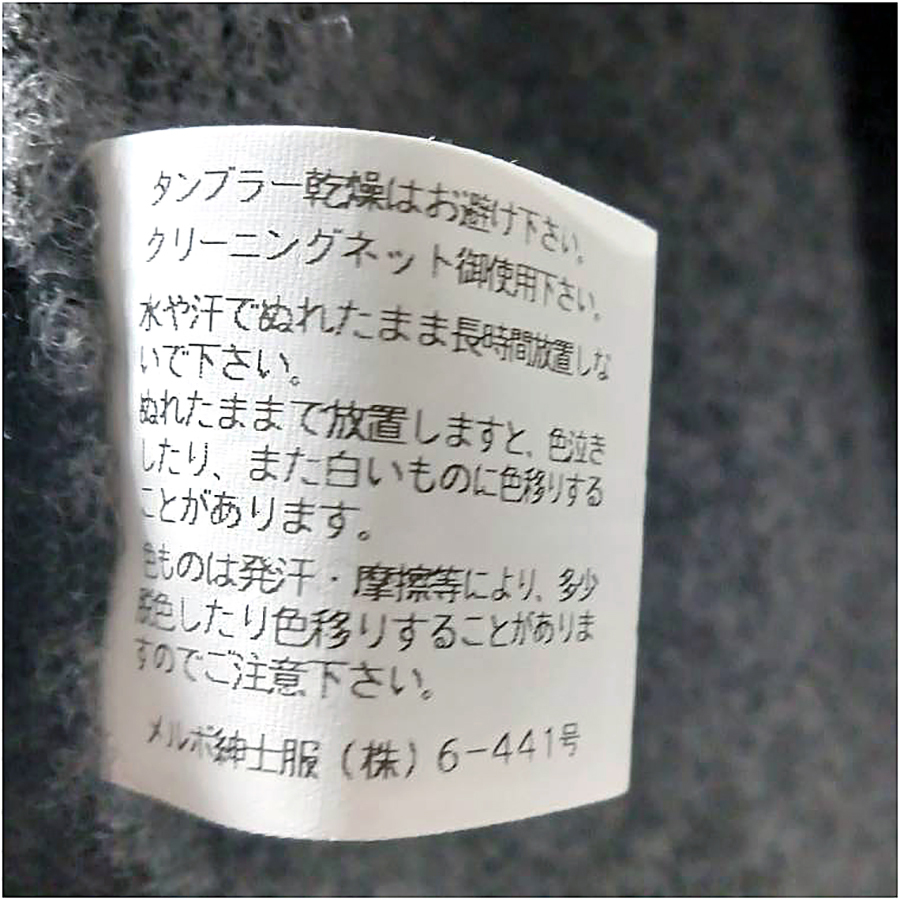 タンブラー乾燥はお避け下さい。
クリーニングネット御使用下さい。
水や汗でぬれたまま長時間放置しな
いで下さい。
ぬれたままで放置しますと、色泣き
したり、また白いものに色移りする
ことがあります。
色ものは発汗・摩擦等により、多少
脱色したり色移りすることがありま
すのでご注意下さい。
メルボ紳士服(株)6-441号